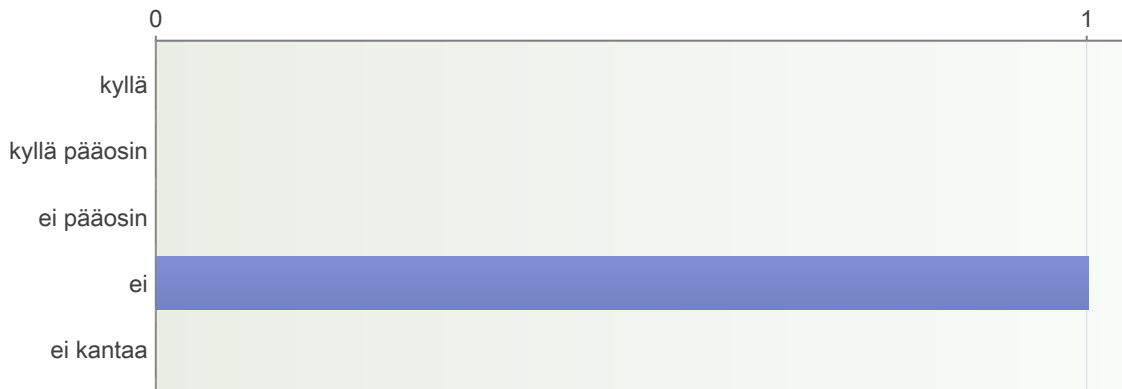 0 1
kyllä
kyllä pääosin
ei pääosin
ei
ei kantaa